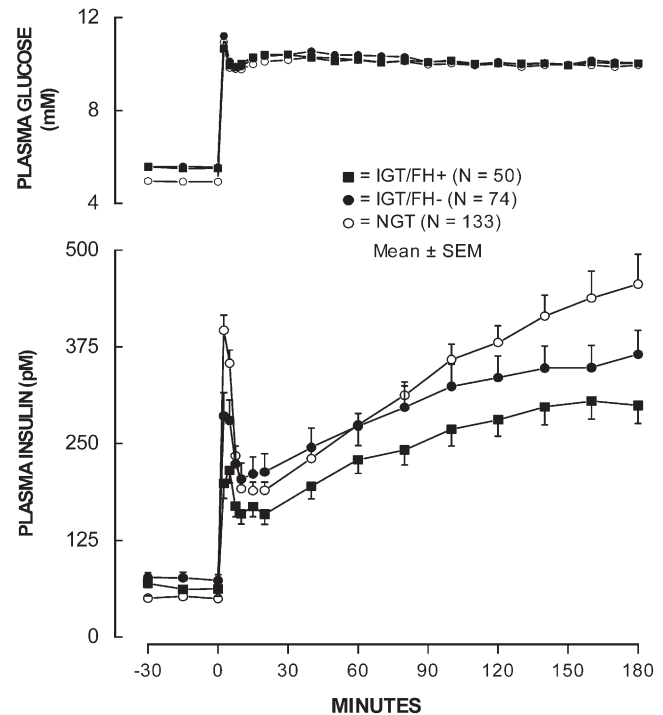 PLASMA GLUCOSE
(mM)
12
8
4
= IGT/FH+ (N = 50)
= IGT/FH- (N = 74)
= NGT (N = 133)
Mean ± SEM
PLASMA INSULIN (pM)
500
375
250
125
0
-30 0 30 60 90 120 150 180
MINUTES